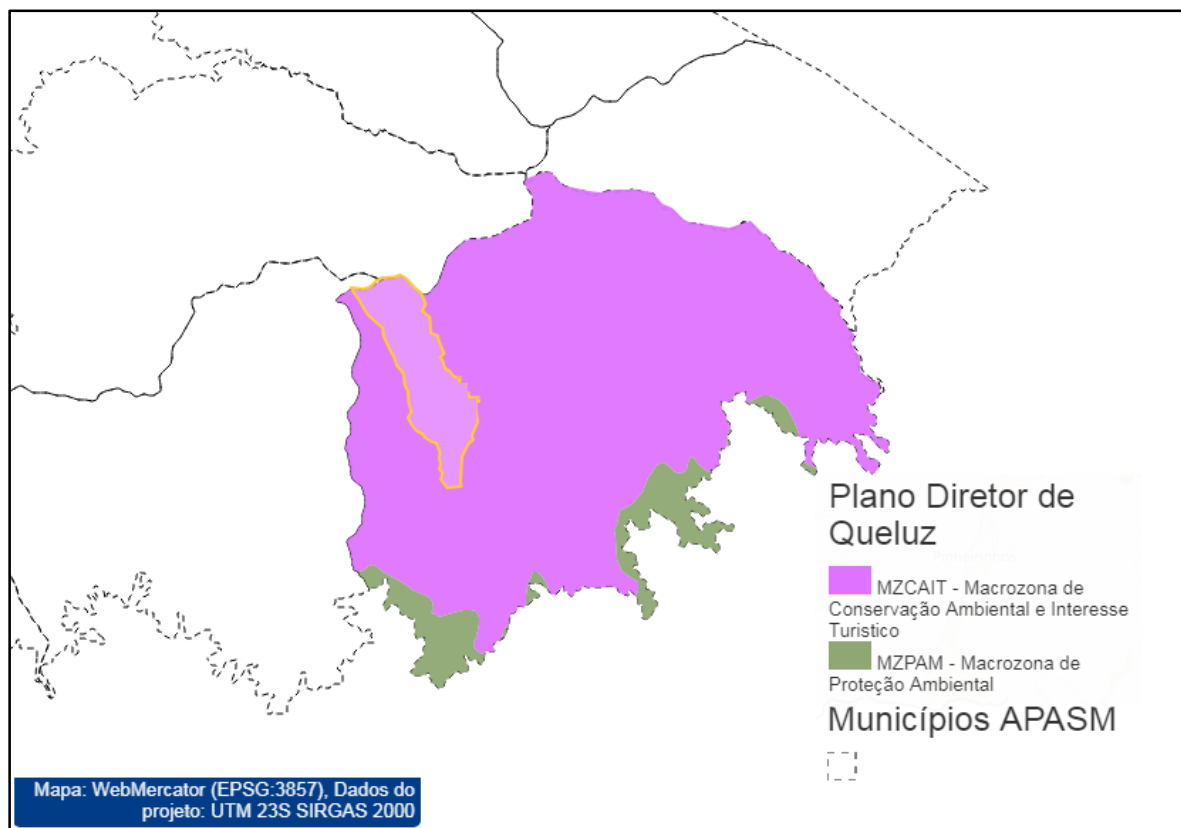 Plano Diretor de
Queluz
MZCAIT - Macrozona de
Conservação Ambiental e Interesse
Turistico
MZPAM - Macrozona de
Proteção Ambiental
Municípios APASM
Mapa: WebMercator (EPSG:3857), Dados do
projeto: UTM 23S SIRGAS 2000